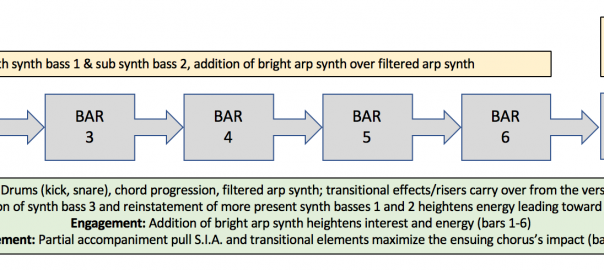 th synth bass 1 & sub synth bass 2, addition of bright arp synth over filtered arp synth
BAR BAR BAR BAR
3 4 5 6
Drums (kick, snare), chord progression, filtered arp synth; transitional effects/risers carry over from the vers
on of synth bass 3 and reinstatement of more present synth basses 1 and 2 heightens energy leading toward
Engagement: Addition of bright arp synth heightens interest and energy (bars 1-6)
ement: Partial accompaniment pull S.I.A. and transitional elements maximize the ensuing chorus's impact (ba